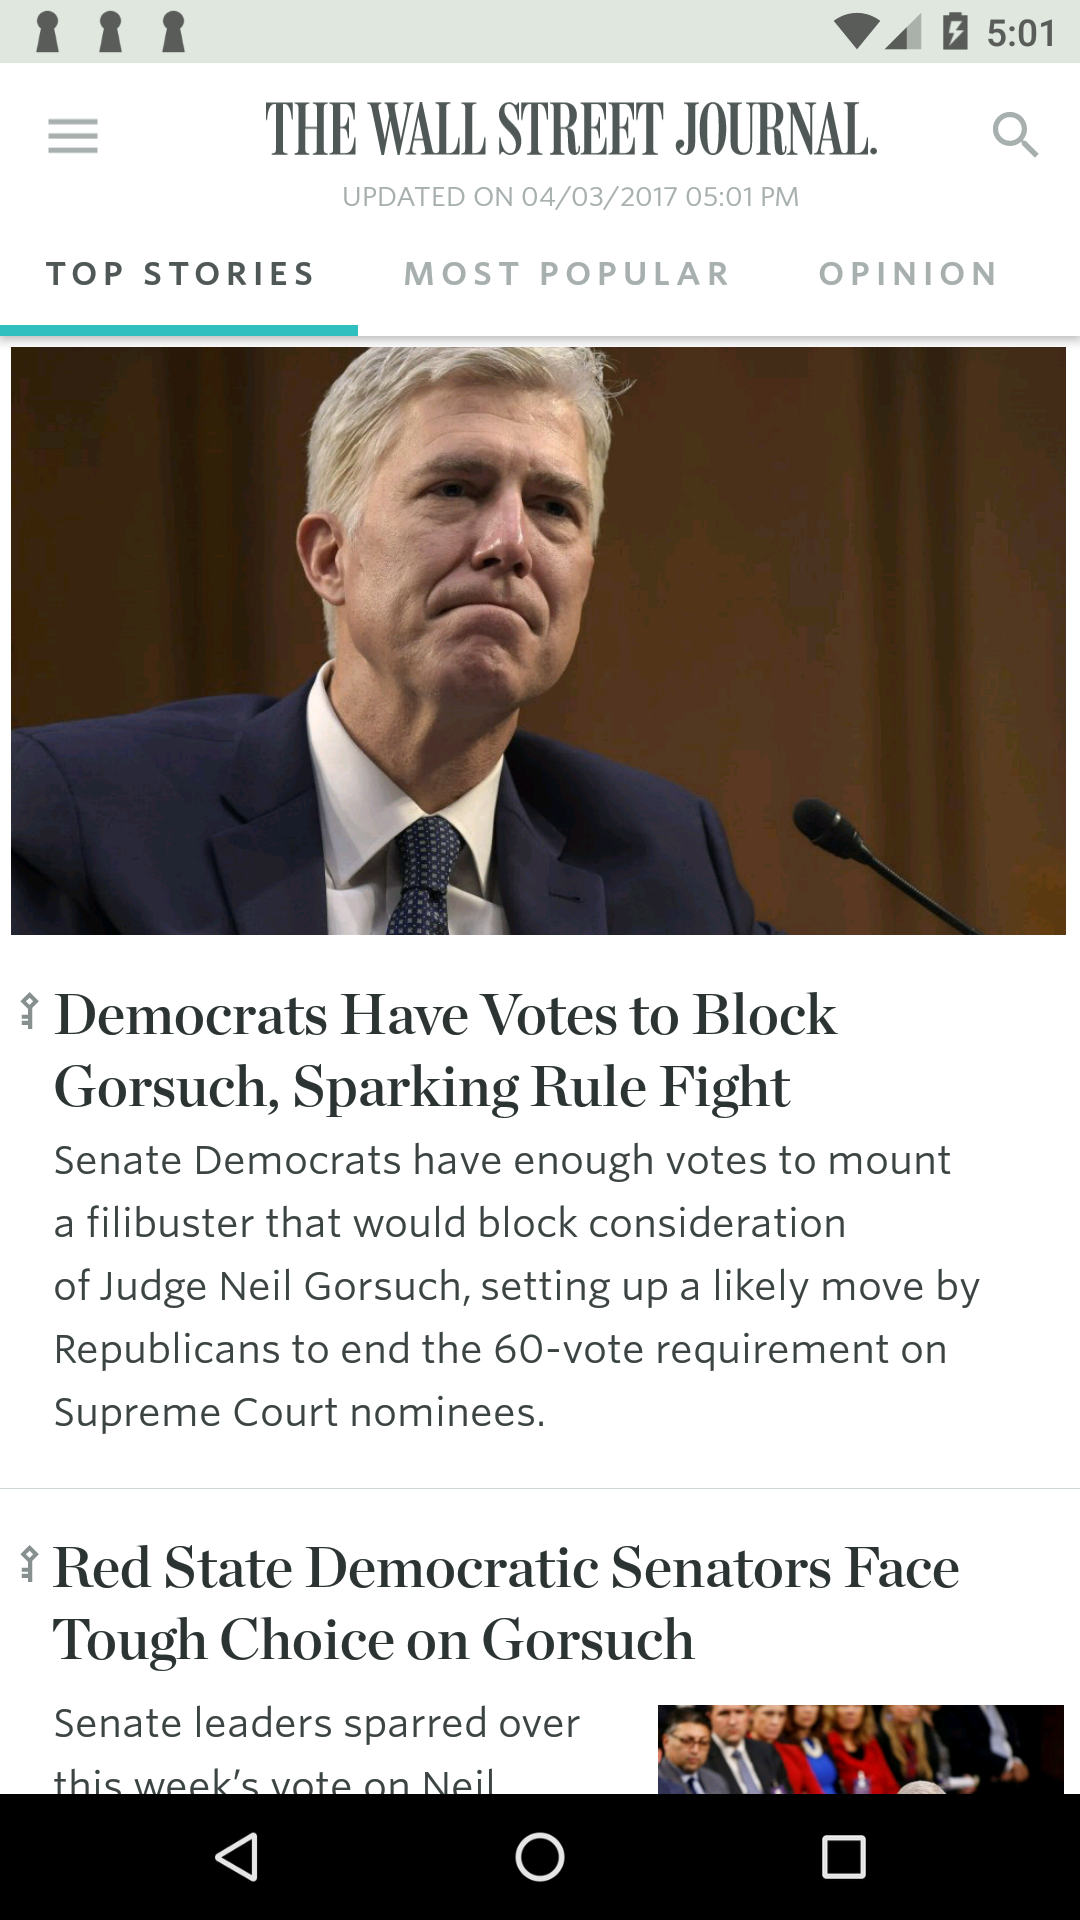 5:01
THE WALL STREET JOURNAL.
UPDATED ON 04/03/2017 05:01 PM
TOP STORIES MOST POPULAR OPINION
Democrats Have Votes to Block
Gorsuch, Sparking Rule Fight
Senate Democrats have enough votes to mount
a filibuster that would block consideration
of Judge Neil Gorsuch, setting up a likely move by
Republicans to end the 60-vote requirement on
Supreme Court nominees.
Red State Democratic Senators Face
Tough Choice on Gorsuch
Senate leaders sparred over
this week’s vote on Neil